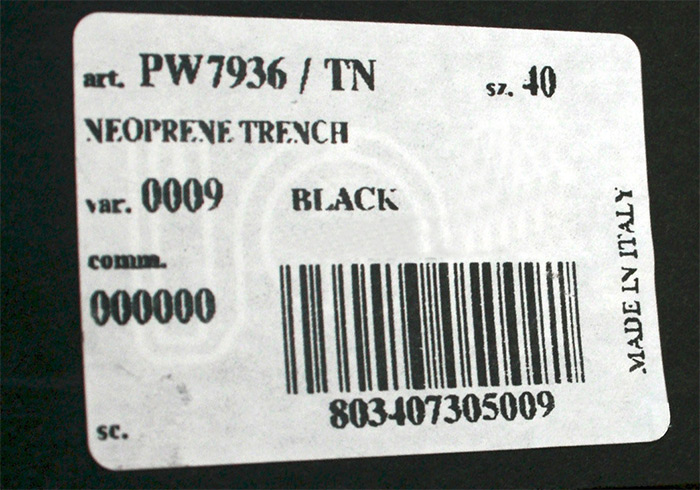 art. PW7936 / TN sz. 40
NEOPRENE TRENCH
var. 0009 BLACK
comm.
000000
803407305009
sc.
MADE IN ITALY